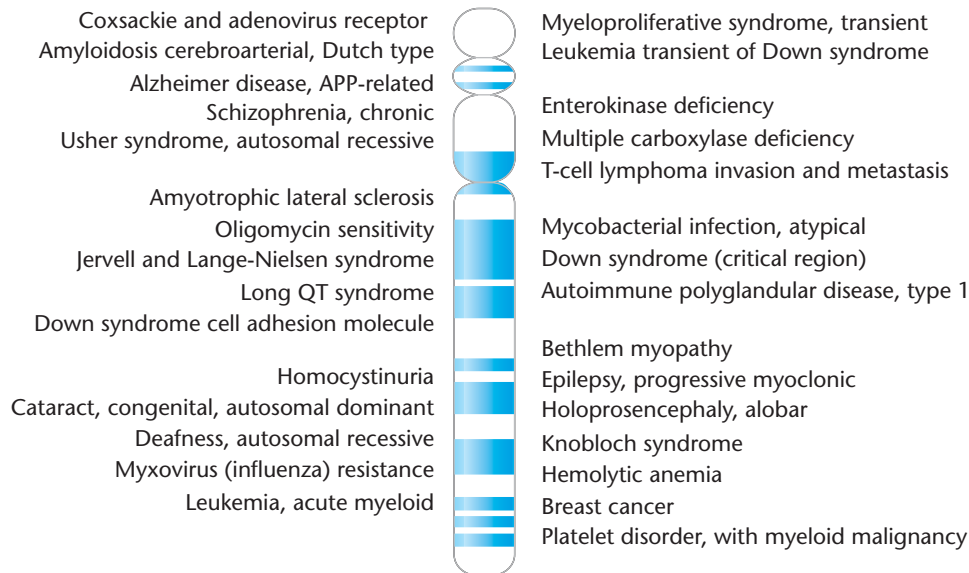 Coxsackie and adenovirus receptor
Amyloidosis cerebroarterial, Dutch type
Alzheimer disease, APP-related
Schizophrenia, chronic
Usher syndrome, autosomal recessive
Amyotrophic lateral sclerosis
Oligomycin sensitivity
Jervell and Lange-Nielsen syndrome
Long QT syndrome
Down syndrome cell adhesion molecule
Homocystinuria
Cataract, congenital, autosomal dominant
Deafness, autosomal recessive
Myxovirus (influenza) resistance
Leukemia, acute myeloid
Myeloproliferative syndrome, transient
Leukemia transient of Down syndrome
Enterokinase deficiency
Multiple carboxylase deficiency
T-cell lymphoma invasion and metastasis
Mycobacterial infection, atypical
Down syndrome (critical region)
Autoimmune polyglandular disease, type 1
Bethlem myopathy
Epilepsy, progressive myoclonic
Holoprosencephaly, alobar
Knobloch syndrome
Hemolytic anemia
Breast cancer
Platelet disorder, with myeloid malignancy